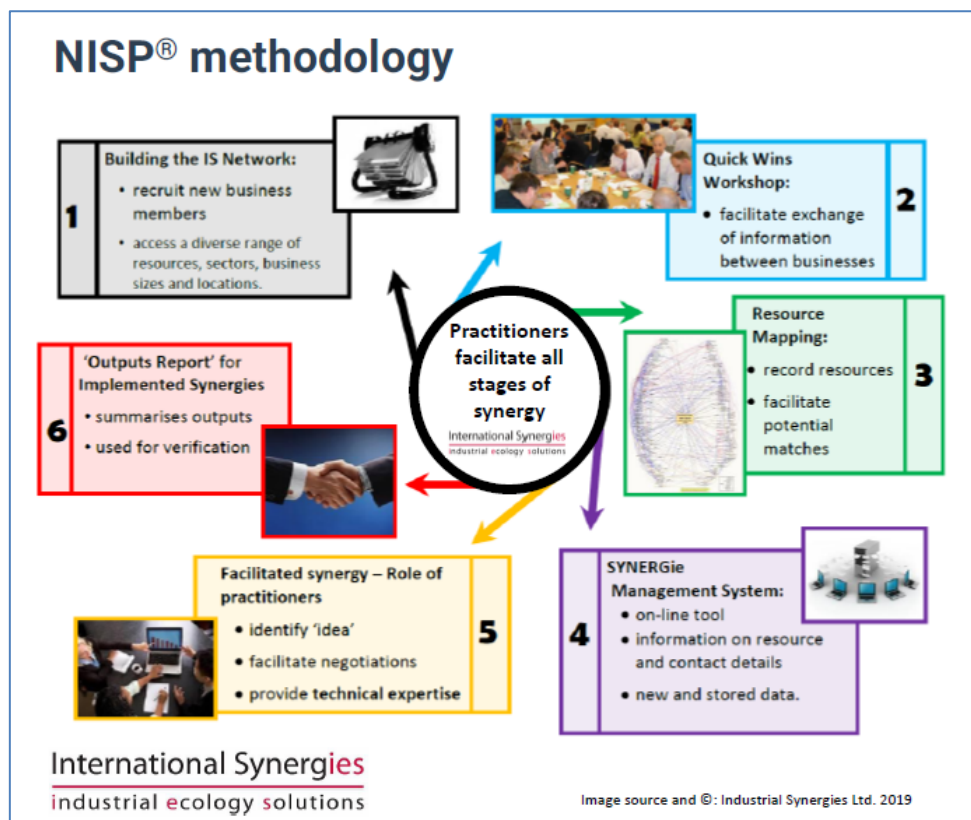 NISP® methodology
1
Building the IS Network:
• recruit new business
members
• access a diverse range of
resources, sectors, business
sizes and locations.
Quick Wins
Workshop:
• facilitate exchange
of information
between businesses
2
Practitioners
facilitate all
stages of
synergy
International Synergies
industrial ecology solutions
Resource
Mapping:
• record resources
• facilitate
potential
matches
3
6
‘Outputs Report’ for
Implemented Synergies
• summarises outputs
• used for verification
4
SYNERGie
Management System:
• on-line tool
• information on resource
and contact details
• new and stored data.
Facilitated synergy – Role of
practitioners
• identify ‘idea’
• facilitate negotiations
• provide technical expertise
5
International Synergies
industrial ecology solutions
Image source and ©: Industrial Synergies Ltd. 2019